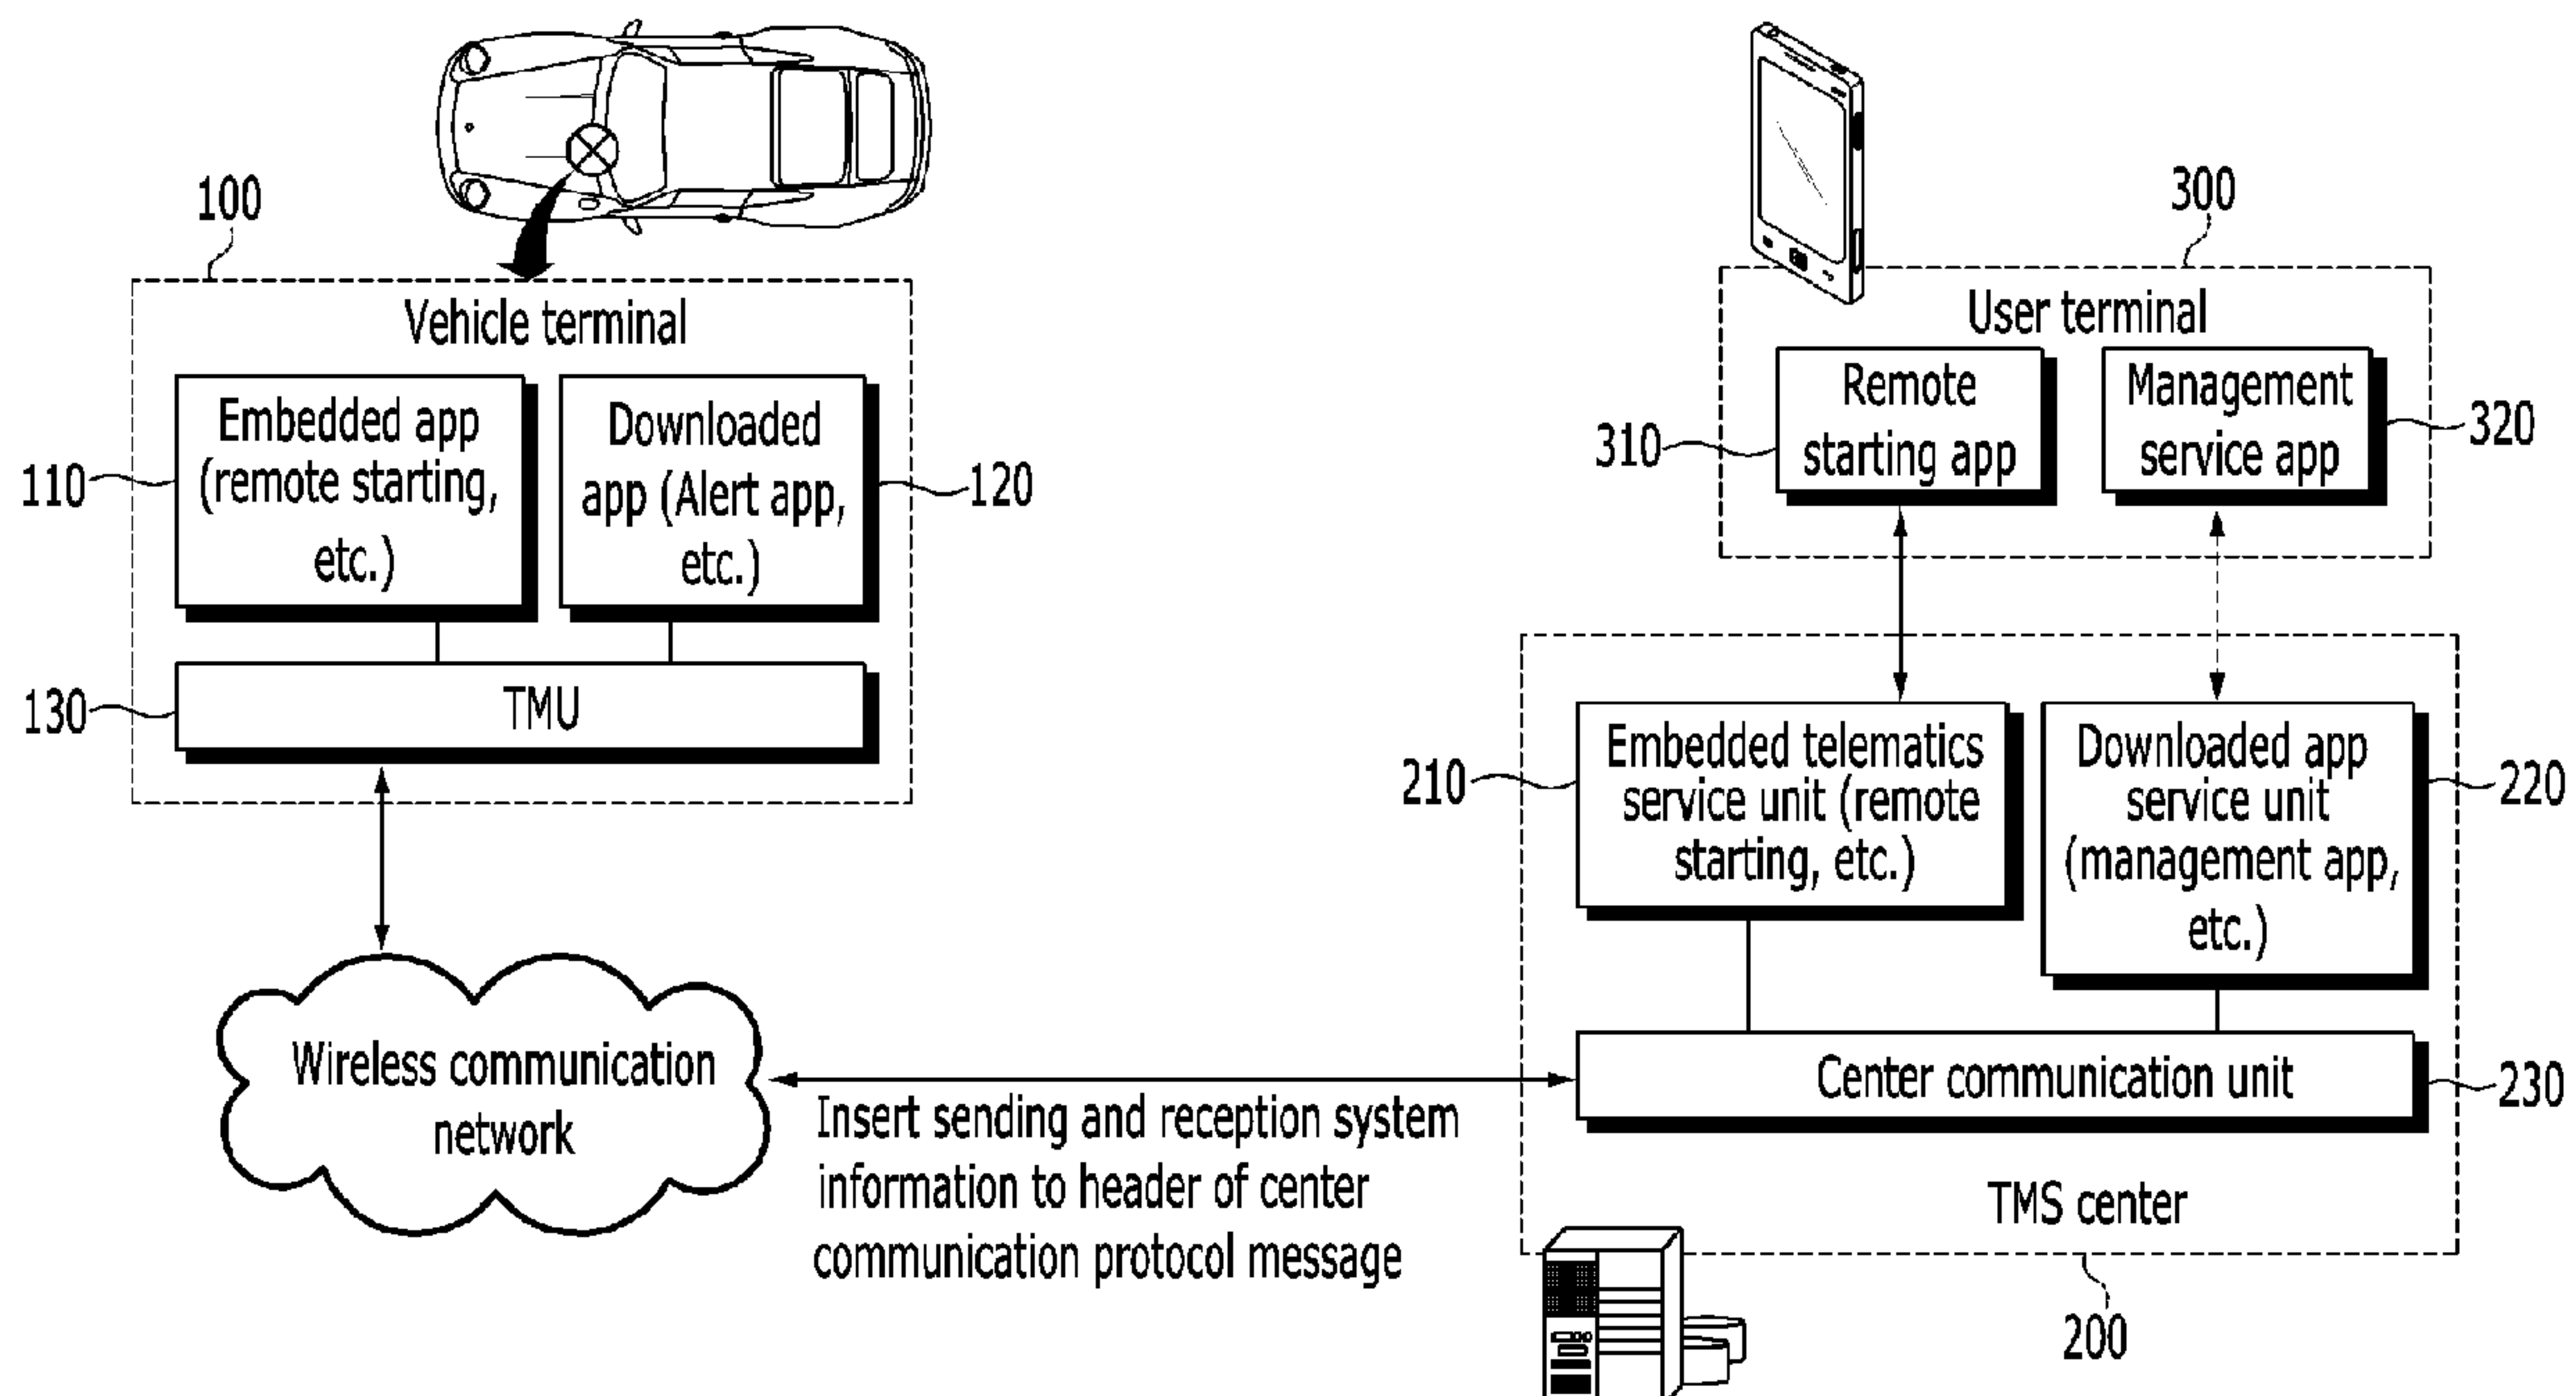 100
Vehicle terminal
110
Embedded app
(remote starting,
etc.)
Downloaded
app (Alert app,
etc.)
120
130
TMU
Wireless communication
network
Insert sending and reception system
information to header of center
communication protocol message
300
User terminal
310
Remote
starting app
Management
service app
320
210
Embedded telematics
service unit (remote
starting, etc.)
Downloaded app
service unit
(management app,
etc.)
220
Center communication unit
230
TMS center
200